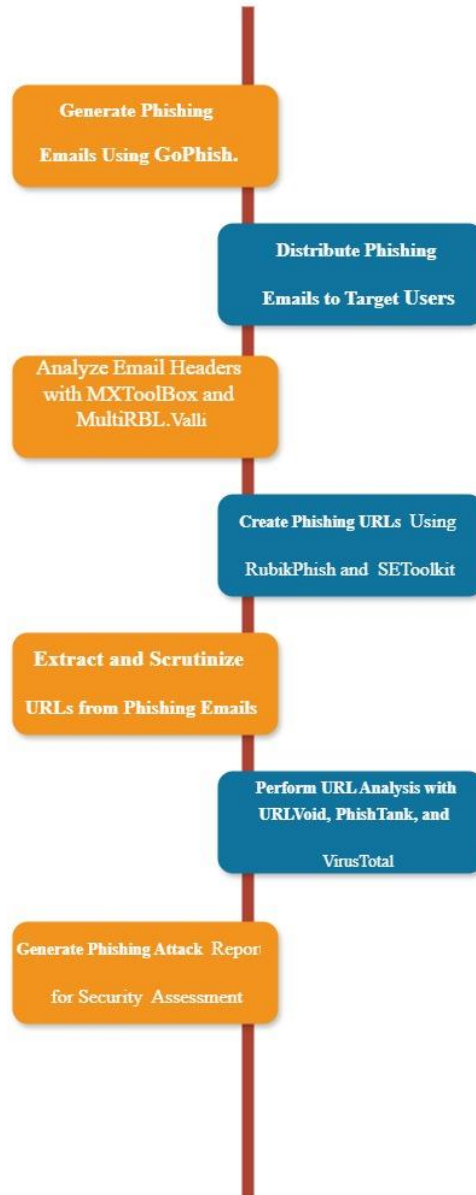 Generate Phishing
Emails Using GoPhish.
Distribute Phishing
Emails to Target Users
Analyze Email Headers
with MXToolBox and
MultiRBL.Valli
Create Phishing URLs Using
RubikPhish and SEToolkit
Extract and Scrutinize
URLs from Phishing Emails
Perform URL Analysis with
URLVoid, PhishTank, and
VirusTotal
Generate Phishing Attack Report
for Security Assessment